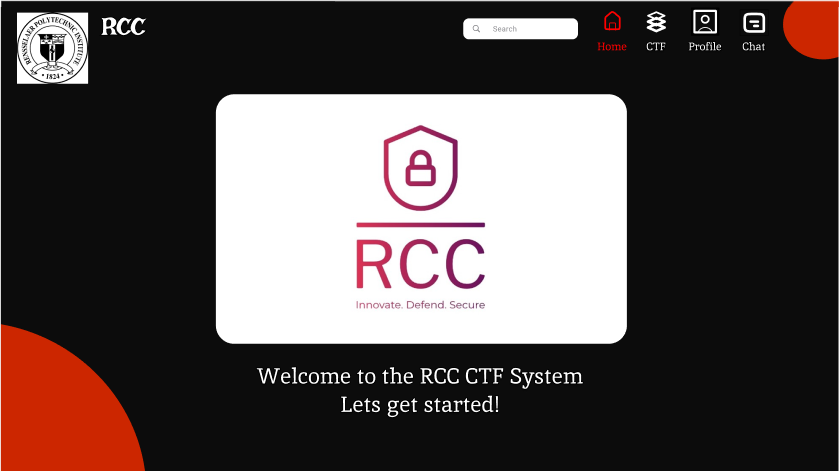 RENSSELAER POLYTECHNIC INSTITUTE
1824
RCC
Search
Home
CTF
Profile
Chat
RCC
Innovate. Defend. Secure
Welcome to the RCC CTF System
Lets get started!